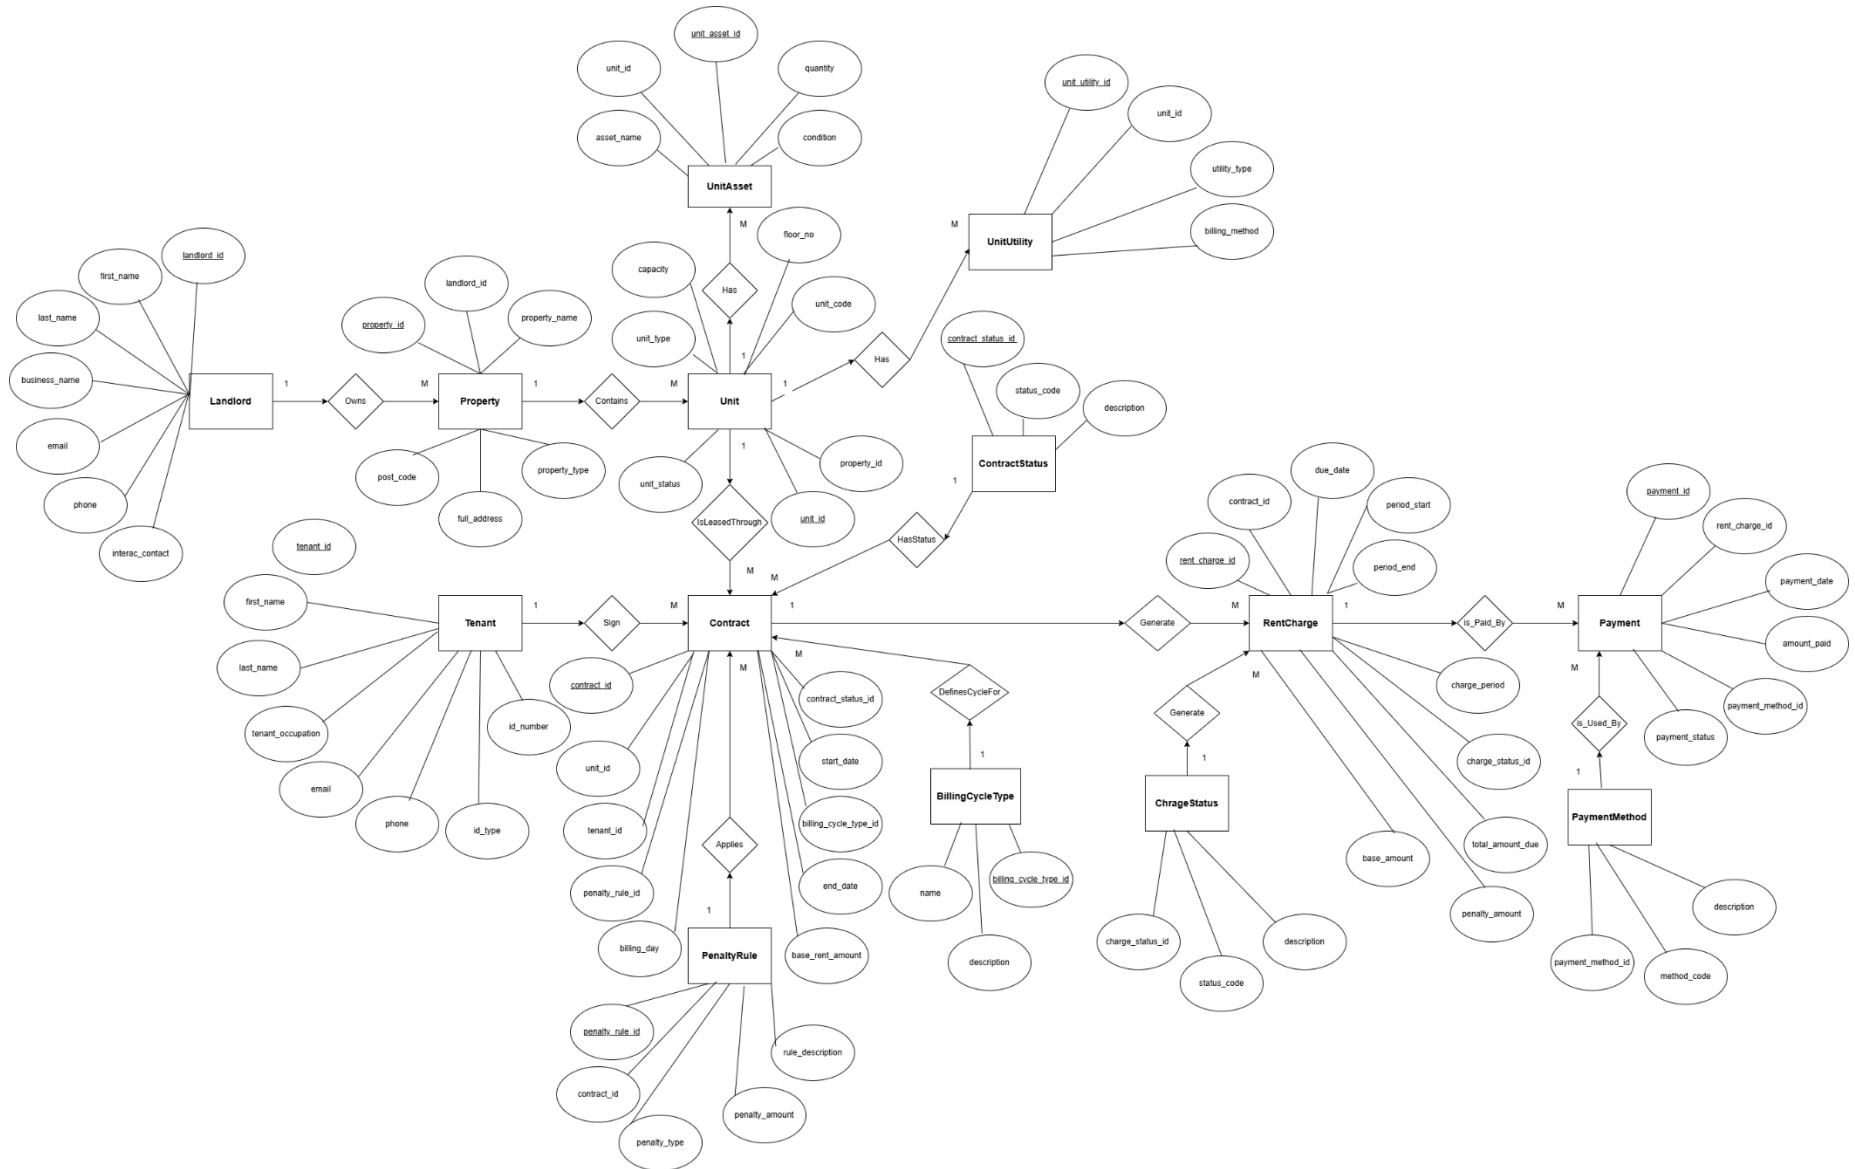 unit_asset_id
unit_id
quantity
asset_name
condition
UnitAsset
M
Has
1
unit_utility_id
unit_id
utility_type
billing_method
UnitUtility
M
Has
1
landlord_id
first_name
last_name
business_name
email
phone
interac_contact
Landlord
1
Owns
M
landlord_id
property_id
property_name
Property
post_code
property_type
full_address
1
Contains
M
floor_no
capacity
unit_code
unit_type
Unit
unit_status
property_id
unit_id
1
IsLeasedThrough
M
contract_status_id
status_code
description
ContractStatus
1
HasStatus
M
tenant_id
first_name
Tenant
last_name
tenant_occupation
id_number
email
phone
id_type
1
Sign
M
Contract
contract_id
contract_status_id
unit_id
start_date
tenant_id
billing_cycle_type_id
penalty_rule_id
end_date
billing_day
base_rent_amount
M
Applies
1
PenaltyRule
penalty_rule_id
rule_description
contract_id
penalty_amount
penalty_type
M
DefinesCycleFor
1
BillingCycleType
name
billing_cycle_type_id
description
1
Generate
M
due_date
contract_id
period_start
rent_charge_id
period_end
RentCharge
charge_period
charge_status_id
total_amount_due
base_amount
penalty_amount
M
Generate
1
ChrageStatus
charge_status_id
description
status_code
1
is_Paid_By
M
payment_id
rent_charge_id
payment_date
Payment
amount_paid
payment_method_id
payment_status
M
is_Used_By
1
PaymentMethod
description
payment_method_id
method_code